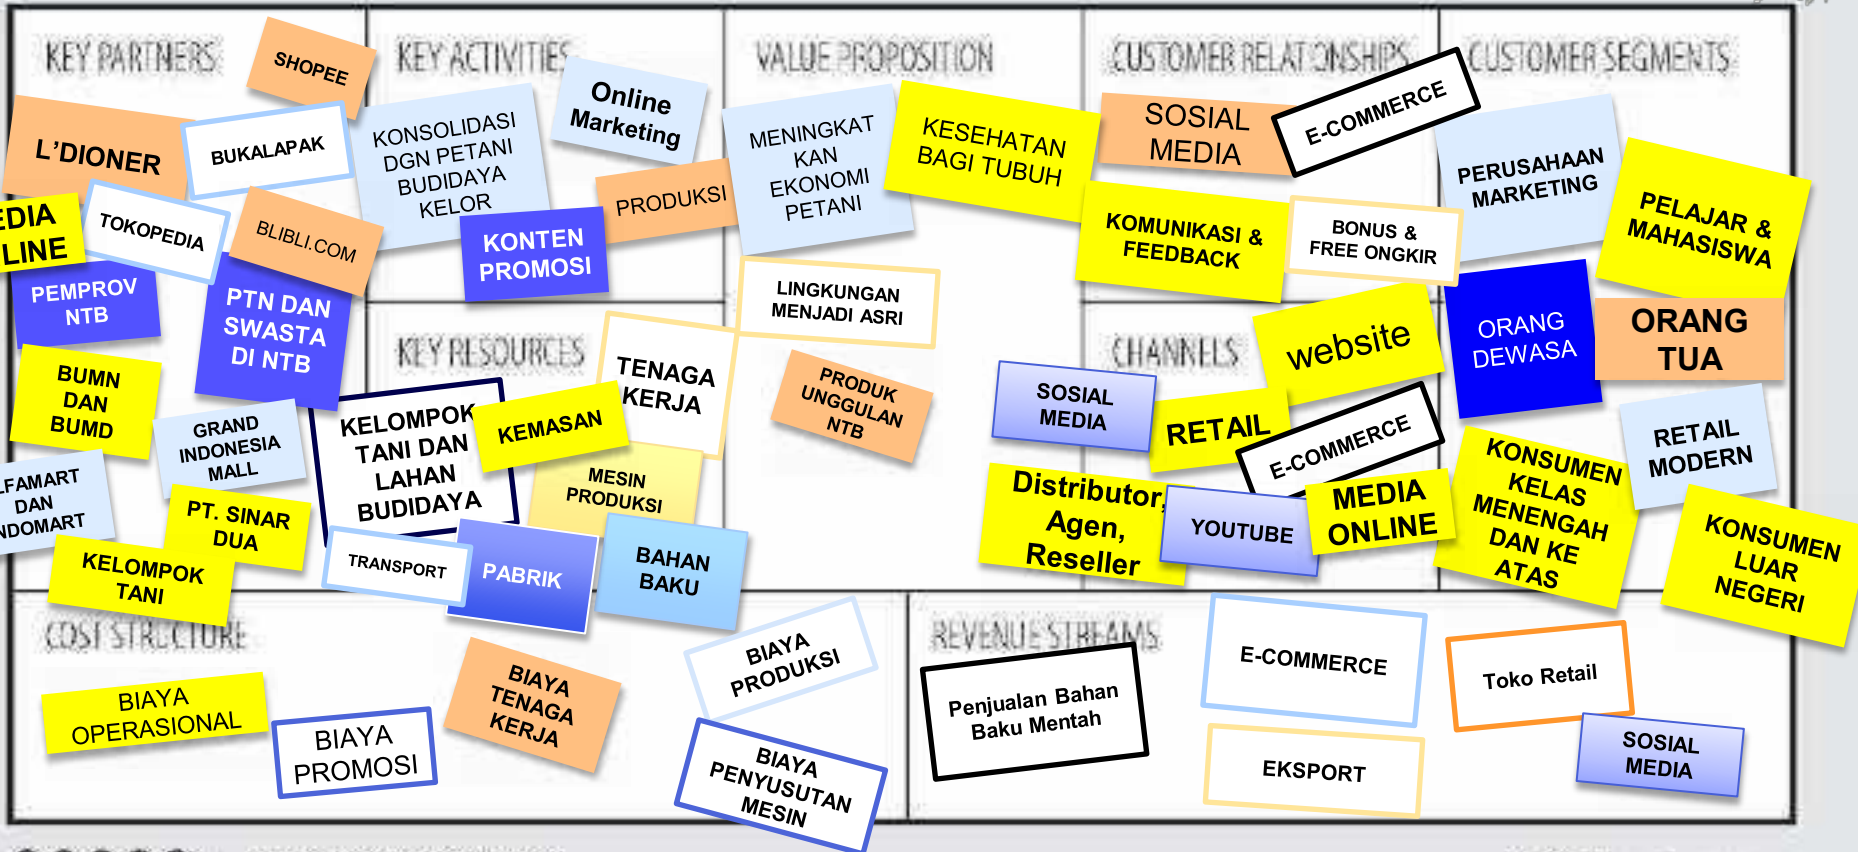 KEY PARTNERS
SHOPEE
L'DIONER
BUKALAPAK
EDIA
LINE
TOKOPEDIA
BLIBLI.COM
PEMPROV
NTB
PTN DAN
SWASTA
DI NTB
BUMN
DAN
BUMD
GRAND
INDONESIA
MALL
LFAMART
DAN
NDOMART
PT. SINAR
DUA
KELOMPOK
TANI
KEY ACTIVITIES
Online
Marketing
KONSOLIDASI
DGN PETANI
BUDIDAYA
KELOR
PRODUKSI
KONTEN
PROMOSI
KEY RESOURCES
TENAGA
KERJA
KELOMPOK
TANI DAN
LAHAN
BUDIDAYA
KEMASAN
MESIN
PRODUKSI
TRANSPORT
PABRIK
BAHAN
BAKU
VALUE PROPOSITION
MENINGKAT
KAN
EKONOMI
PETANI
KESEHATAN
BAGI TUBUH
LINGKUNGAN
MENJADI ASRI
PRODUK
UNGGULAN
NTB
CUSTOMER RELATIONSHIPS
SOSIAL
MEDIA
E-COMMERCE
KOMUNIKASI &
FEEDBACK
BONUS &
FREE ONGKIR
CHANNELS
website
SOSIAL
MEDIA
RETAIL
E-COMMERCE
Distributor,
Agen,
Reseller
YOUTUBE
MEDIA
ONLINE
CUSTOMER SEGMENTS
PERUSAHAAN
MARKETING
PELAJAR &
MAHASISWA
ORANG
DEWASA
ORANG
TUA
RETAIL
MODERN
KONSUMEN
KELAS
MENENGAH
DAN KE
ATAS
KONSUMEN
LUAR
NEGERI
COST STRUCTURE
BIAYA
OPERASIONAL
BIAYA
PROMOSI
BIAYA
TENAGA
KERJA
BIAYA
PRODUKSI
BIAYA
PENYUSUTAN
MESIN
REVENUE STREAMS
Penjualan Bahan
Baku Mentah
E-COMMERCE
Toko Retail
EKSPORT
SOSIAL
MEDIA